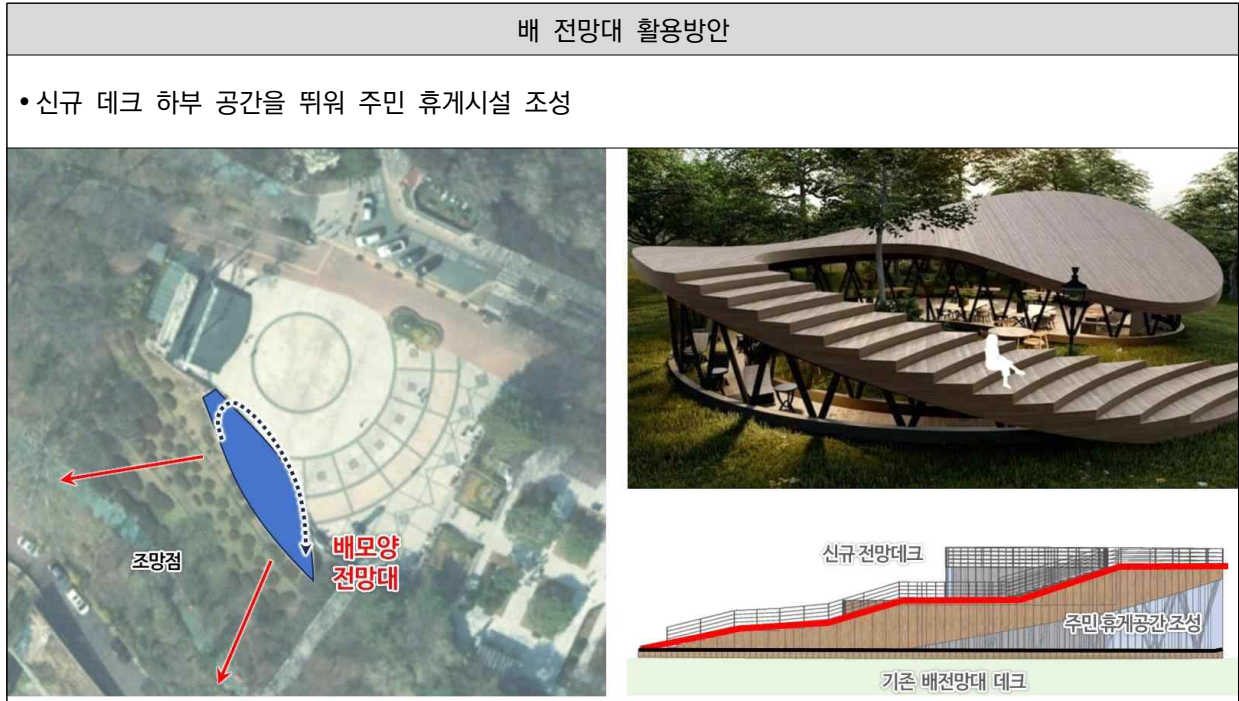 배 전망대 활용방안
•신규 데크 하부 공간을 뛰워 주민 휴게시설 조성
조망점
배모양
전망대
신규 전망데크
주민 휴게공간 조성
기존 배전망대 데크